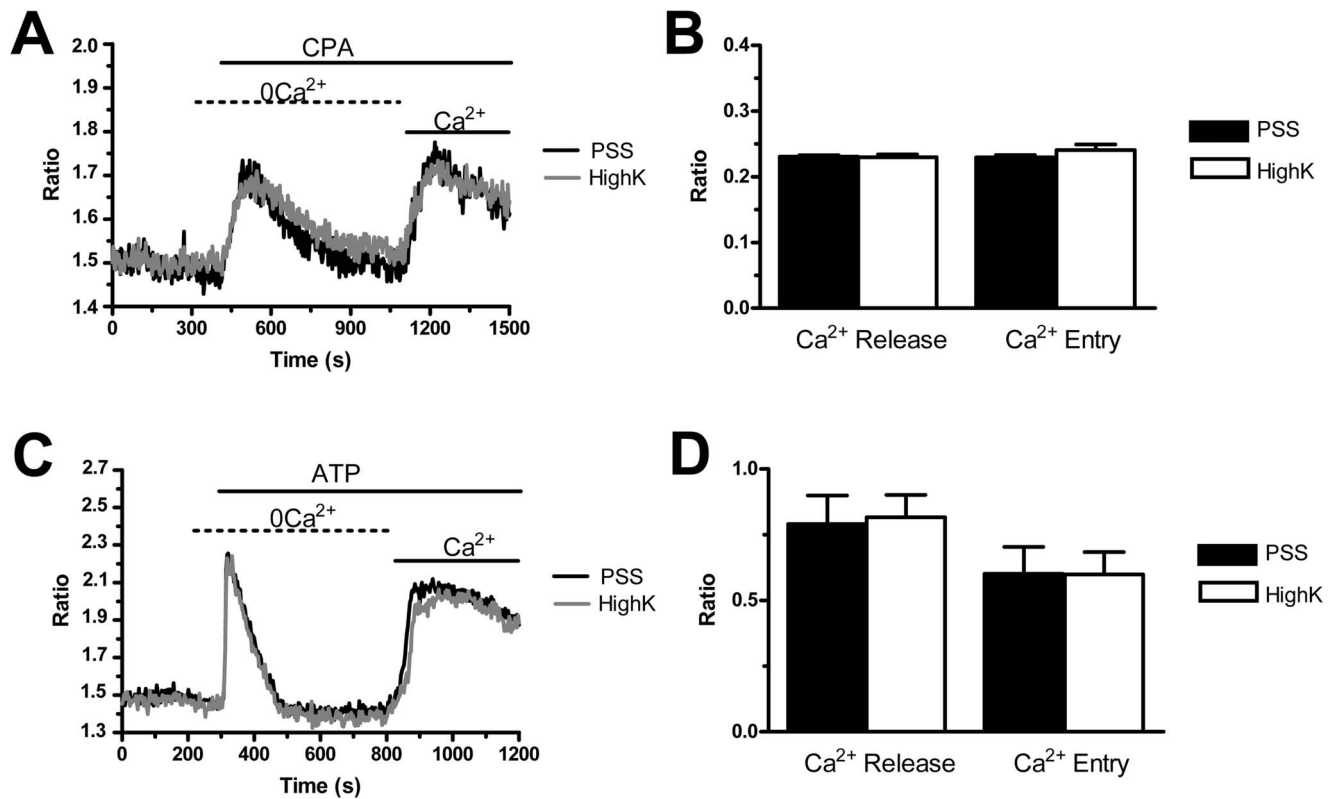 A
2.0
1.9
1.8
1.7
1.6
1.5
1.4
Ratio
CPA
0Ca²⁺
Ca²⁺
PSS
HighK
0 300 600 900 1200 1500
Time (s)
B
0.4
0.3
0.2
0.1
0.0
Ratio
PSS
HighK
Ca²⁺ Release Ca²⁺ Entry
C
2.7
2.5
2.3
2.1
1.9
1.7
1.5
1.3
Ratio
ATP
0Ca²⁺
Ca²⁺
PSS
HighK
0 200 400 600 800 1000 1200
Time (s)
D
1.0
0.5
0.0
Ratio
PSS
HighK
Ca²⁺ Release Ca²⁺ Entry